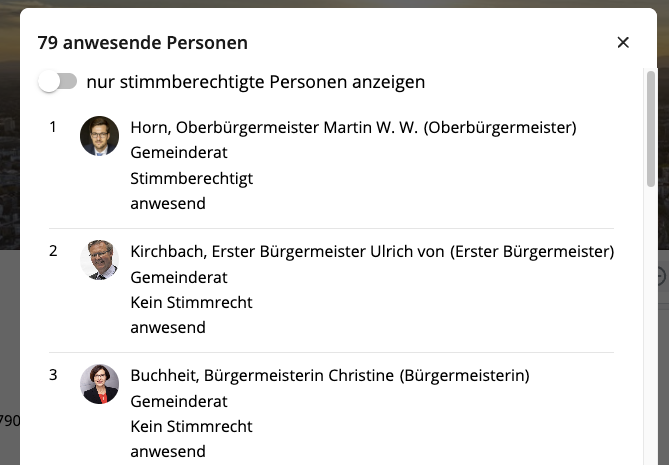 79 anwesende Personen
nur stimmberechtigte Personen anzeigen
1
Horn, Oberbürgermeister Martin W. W. (Oberbürgermeister)
Gemeinderat
Stimmberechtigt
anwesend
2
Kirchbach, Erster Bürgermeister Ulrich von (Erster Bürgermeister)
Gemeinderat
Kein Stimmrecht
anwesend
3
Buchheit, Bürgermeisterin Christine (Bürgermeisterin)
Gemeinderat
Kein Stimmrecht
anwesend
790